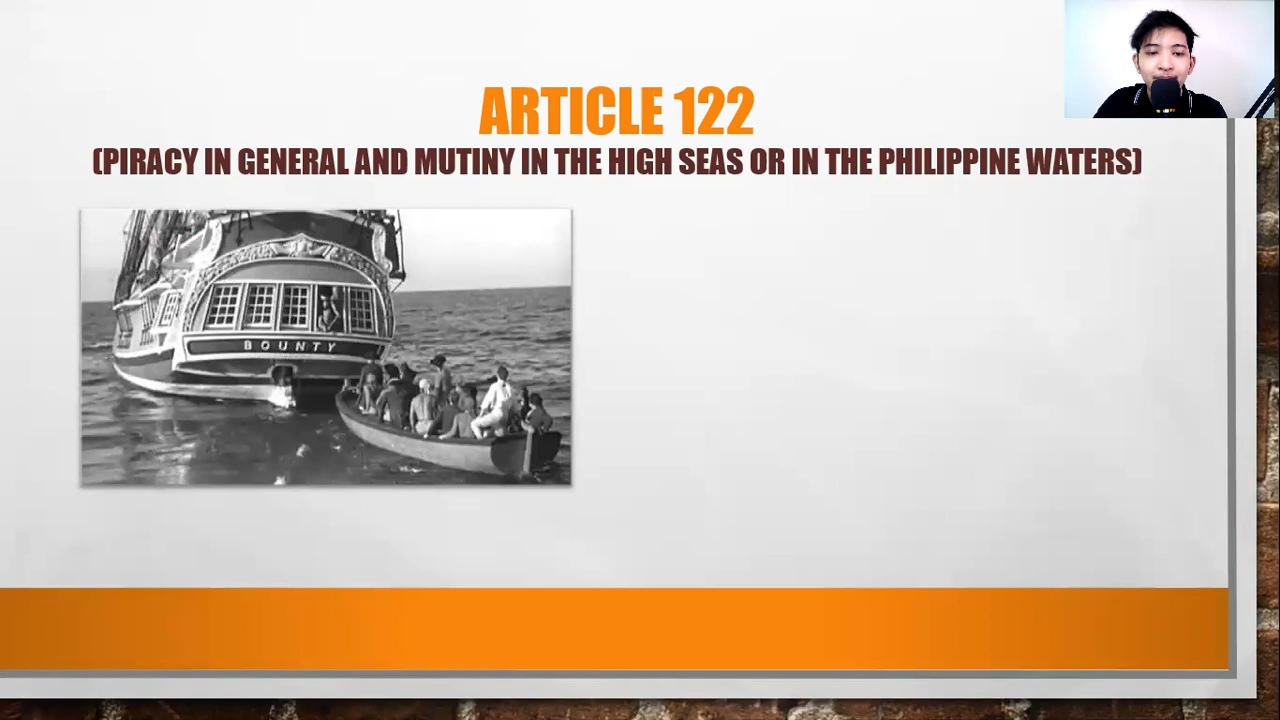 ARTICLE 122
(PIRACY IN GENERAL AND MUTINY IN THE HIGH SEAS OR IN THE PHILIPPINE WATERS)
BOUNTY